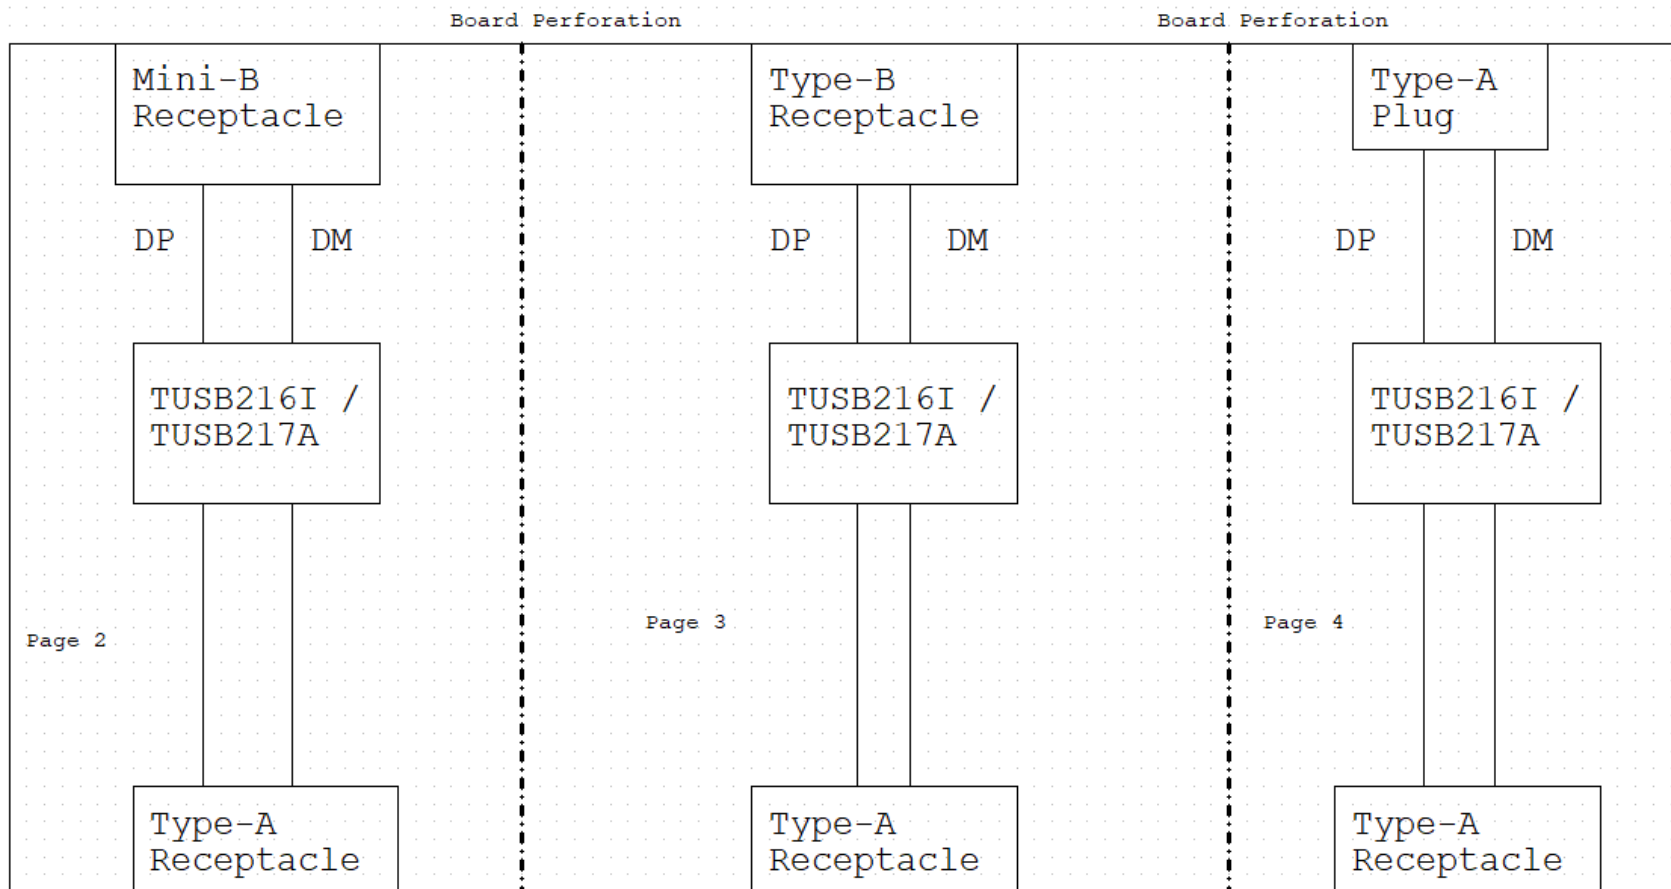 Board Perforation
Board Perforation
Mini-B
Receptacle
Type-B
Receptacle
Type-A
Plug
DP
DM
DP
DM
DP
DM
TUSB216I /
TUSB217A
TUSB216I /
TUSB217A
TUSB216I /
TUSB217A
Page 2
Page 3
Page 4
Type-A
Receptacle
Type-A
Receptacle
Type-A
Receptacle